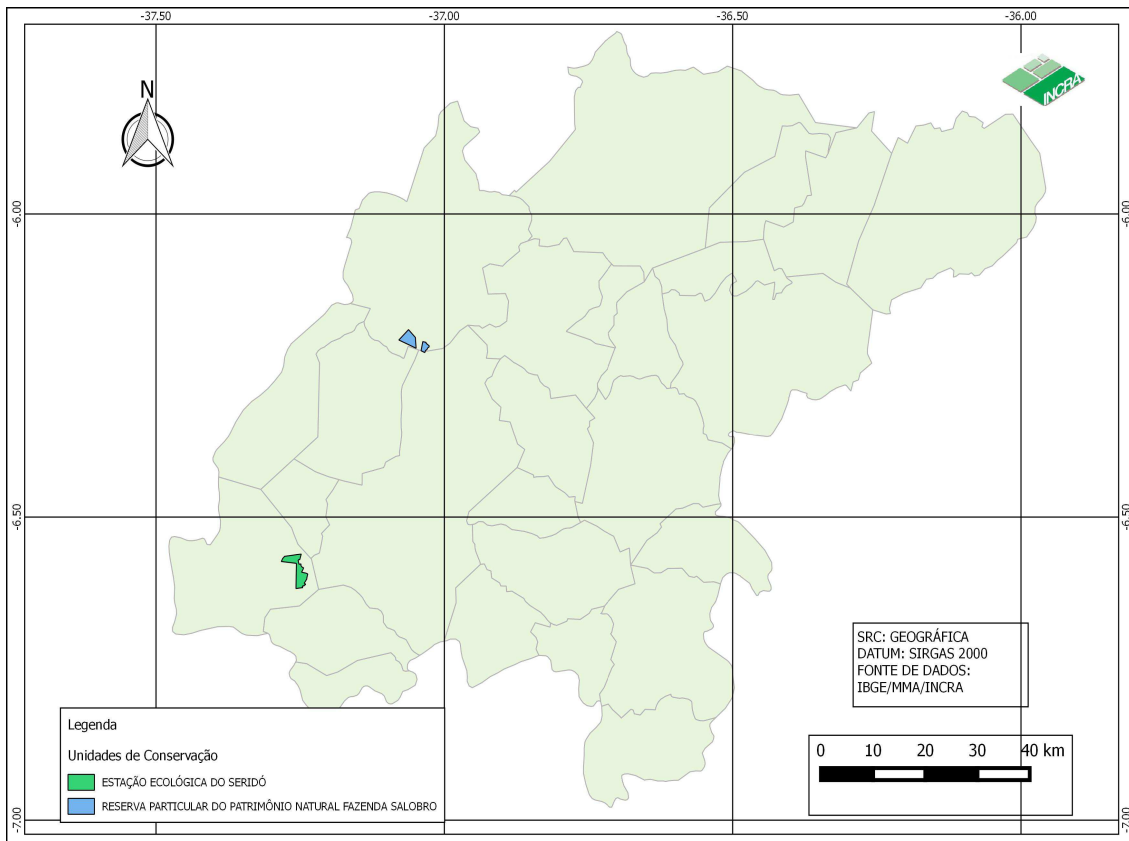 -37.50 -37.00 -36.50 -36.00
N
INCRA
-6.00 -6.00
-6.50 -6.50
SRC: GEOGRÁFICA
DATUM: SIRGAS 2000
FONTE DE DADOS:
IBGE/MMA/INCRA
Legenda
Unidades de Conservação
ESTAÇÃO ECOLÓGICA DO SERIDÓ
RESERVA PARTICULAR DO PATRIMÔNIO NATURAL FAZENDA SALOBRO
0 10 20 30 40 km
-7.00 -7.00